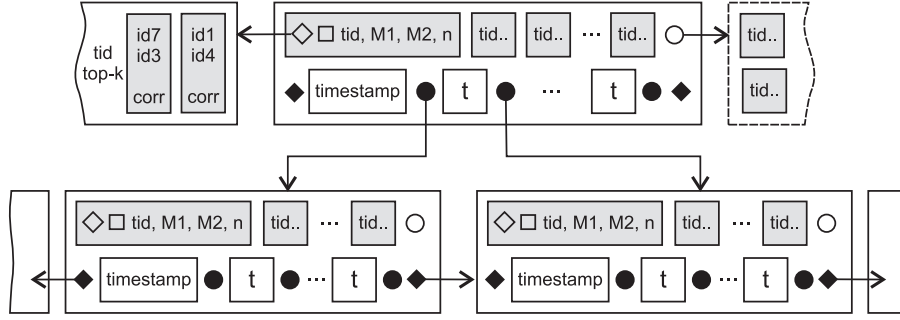 tid
top-k
id7
id3
corr
id1
id4
corr
tid, M1, M2, n
tid..
tid..
...
tid..
timestamp
t
...
t
tid..
tid..
tid, M1, M2, n
tid..
...
tid..
timestamp
t
...
t
tid, M1, M2, n
tid..
...
tid..
timestamp
t
...
t